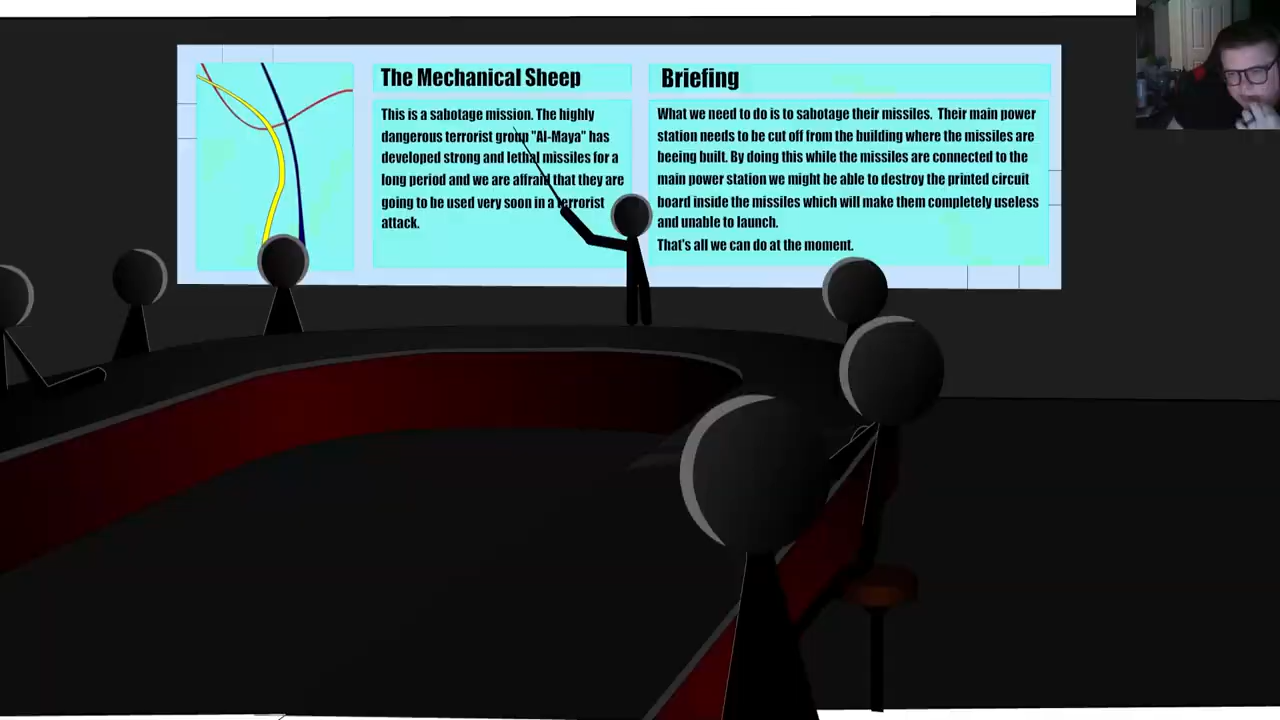 The Mechanical Sheep
This is a sabotage mission. The highly
dangerous terrorist group "Al-Maya" has
developed strong and lethal missiles for a
long period and we are affraid that they are
going to be used very soon in a terrorist
attack.
Briefing
What we need to do is to sabotage their missiles. Their main power
station needs to be cut off from the building where the missiles are
beeing built. By doing this while the missiles are connected to the
main power station we might be able to destroy the printed circuit
board inside the missiles which will make them completely useless
and unable to launch.
That's all we can do at the moment.